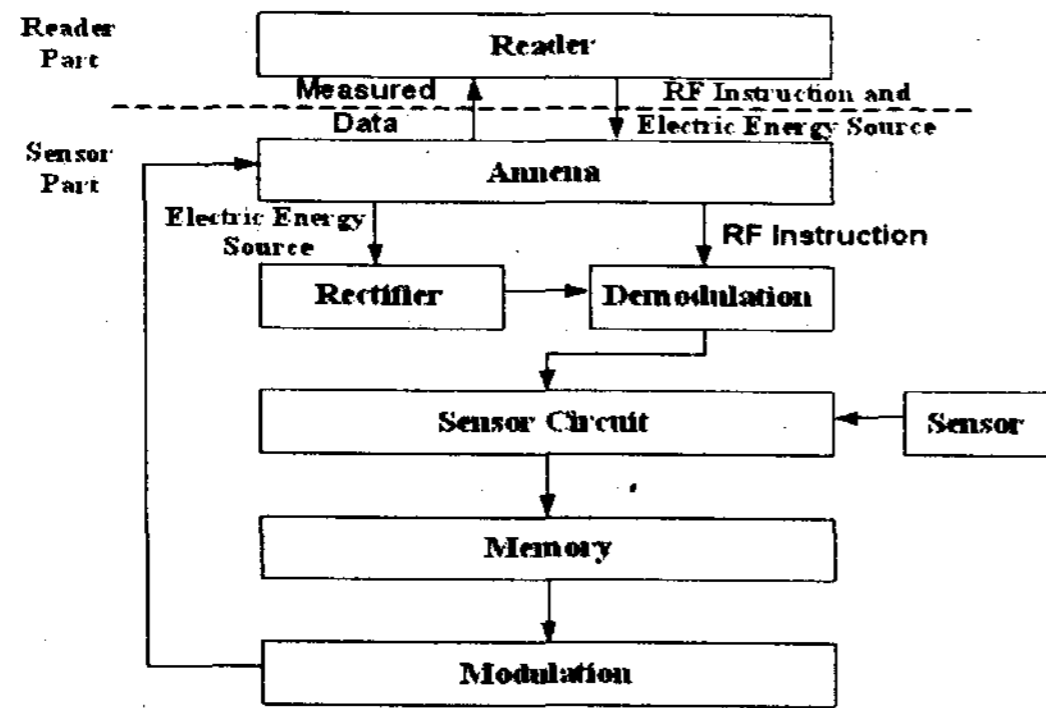 Reader
Part
Reader
Measured
Data
RF Instruction and
Electric Energy Source
Sensor
Part
Annena
Electric Energy
Source
RF Instruction
Rectifier
Demodulation
Sensor Circuit
Sensor
Memory
Modulation